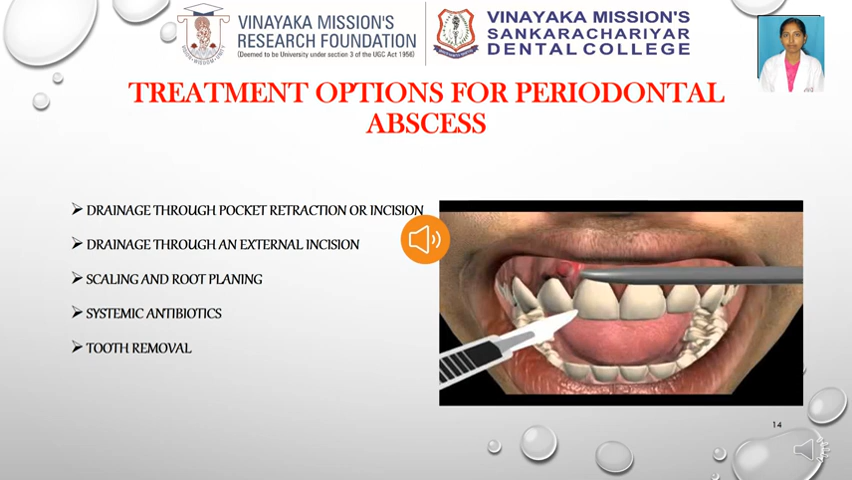 VINAYAKA MISSION'S
RESEARCH FOUNDATION
(Deemed to be University under section 3 of the UGC Act 1956)
VINAYAKA MISSION'S
SANKARACHARIYAR
DENTAL COLLEGE
TREATMENT OPTIONS FOR PERIODONTAL
ABSCESS
➢ DRAINAGE THROUGH POCKET RETRACTION OR INCISION
➢ DRAINAGE THROUGH AN EXTERNAL INCISION
➢ SCALING AND ROOT PLANING
➢ SYSTEMIC ANTIBIOTICS
➢ TOOTH REMOVAL
14